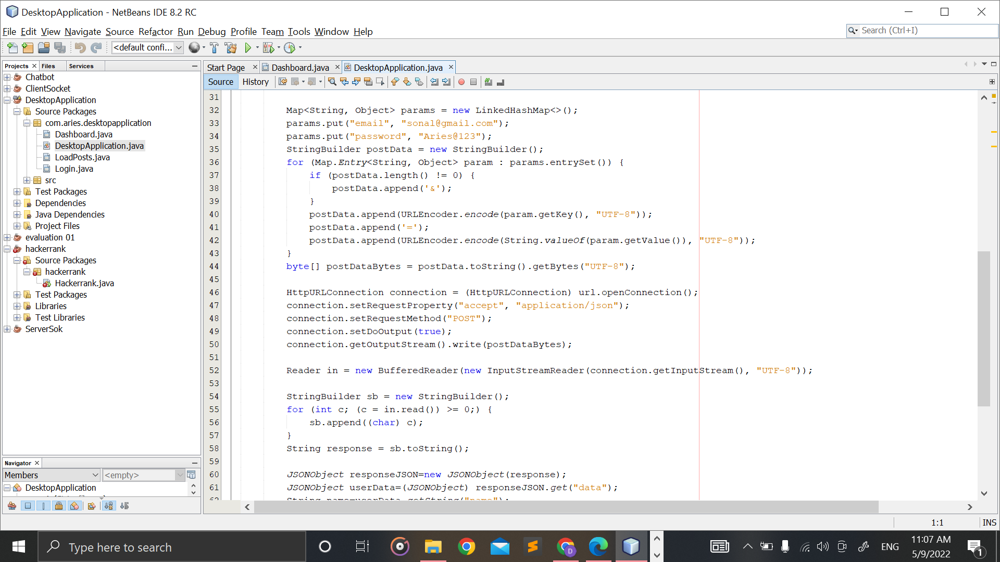 DesktopApplication - NetBeans IDE 8.2 RC
File Edit View Navigate Source Refactor Run Debug Profile Team Tools Window Help
Search (Ctrl+I)
<default confi...
Projects Files Services
Start Page Dashboard.java DesktopApplication.java
Source History
Chatbot
ClientSocket
DesktopApplication
Source Packages
com.aries.desktopapplication
Dashboard.java
DesktopApplication.java
LoadPosts.java
Login.java
src
Test Packages
Dependencies
Java Dependencies
Project Files
evaluation 01
hackerrank
Source Packages
hackerrank
Hackerrank.java
Test Packages
Libraries
Test Libraries
ServerSok
Navigator
Members <empty>
DesktopApplication
31
32 Map<String, Object> params = new LinkedHashMap<>();
33 params.put("email", "sonal@gmail.com");
34 params.put("password", "Aries@123");
35 StringBuilder postData = new StringBuilder();
36 for (Map.Entry<String, Object> param : params.entrySet()) {
37 if (postData.length() != 0) {
38 postData.append('&');
39 }
40 postData.append(URLEncoder.encode(param.getKey(), "UTF-8"));
41 postData.append('=');
42 postData.append(URLEncoder.encode(String.valueOf(param.getValue()), "UTF-8"));
43 }
44 byte[] postDataBytes = postData.toString().getBytes("UTF-8");
45
46 HttpURLConnection connection = (HttpURLConnection) url.openConnection();
47 connection.setRequestProperty("accept", "application/json");
48 connection.setRequestMethod("POST");
49 connection.setDoOutput(true);
50 connection.getOutputStream().write(postDataBytes);
51
52 Reader in = new BufferedReader(new InputStreamReader(connection.getInputStream(), "UTF-8"));
53
54 StringBuilder sb = new StringBuilder();
55 for (int c; (c = in.read()) >= 0;) {
56 sb.append((char) c);
57 }
58 String response = sb.toString();
59
60 JSONObject responseJSON=new JSONObject(response);
61 JSONObject userData=(JSONObject) responseJSON.get("data");
62 String name=userData.getString("name");
1:1 INS
Type here to search
D
ENG
11:07 AM
5/9/2022
1